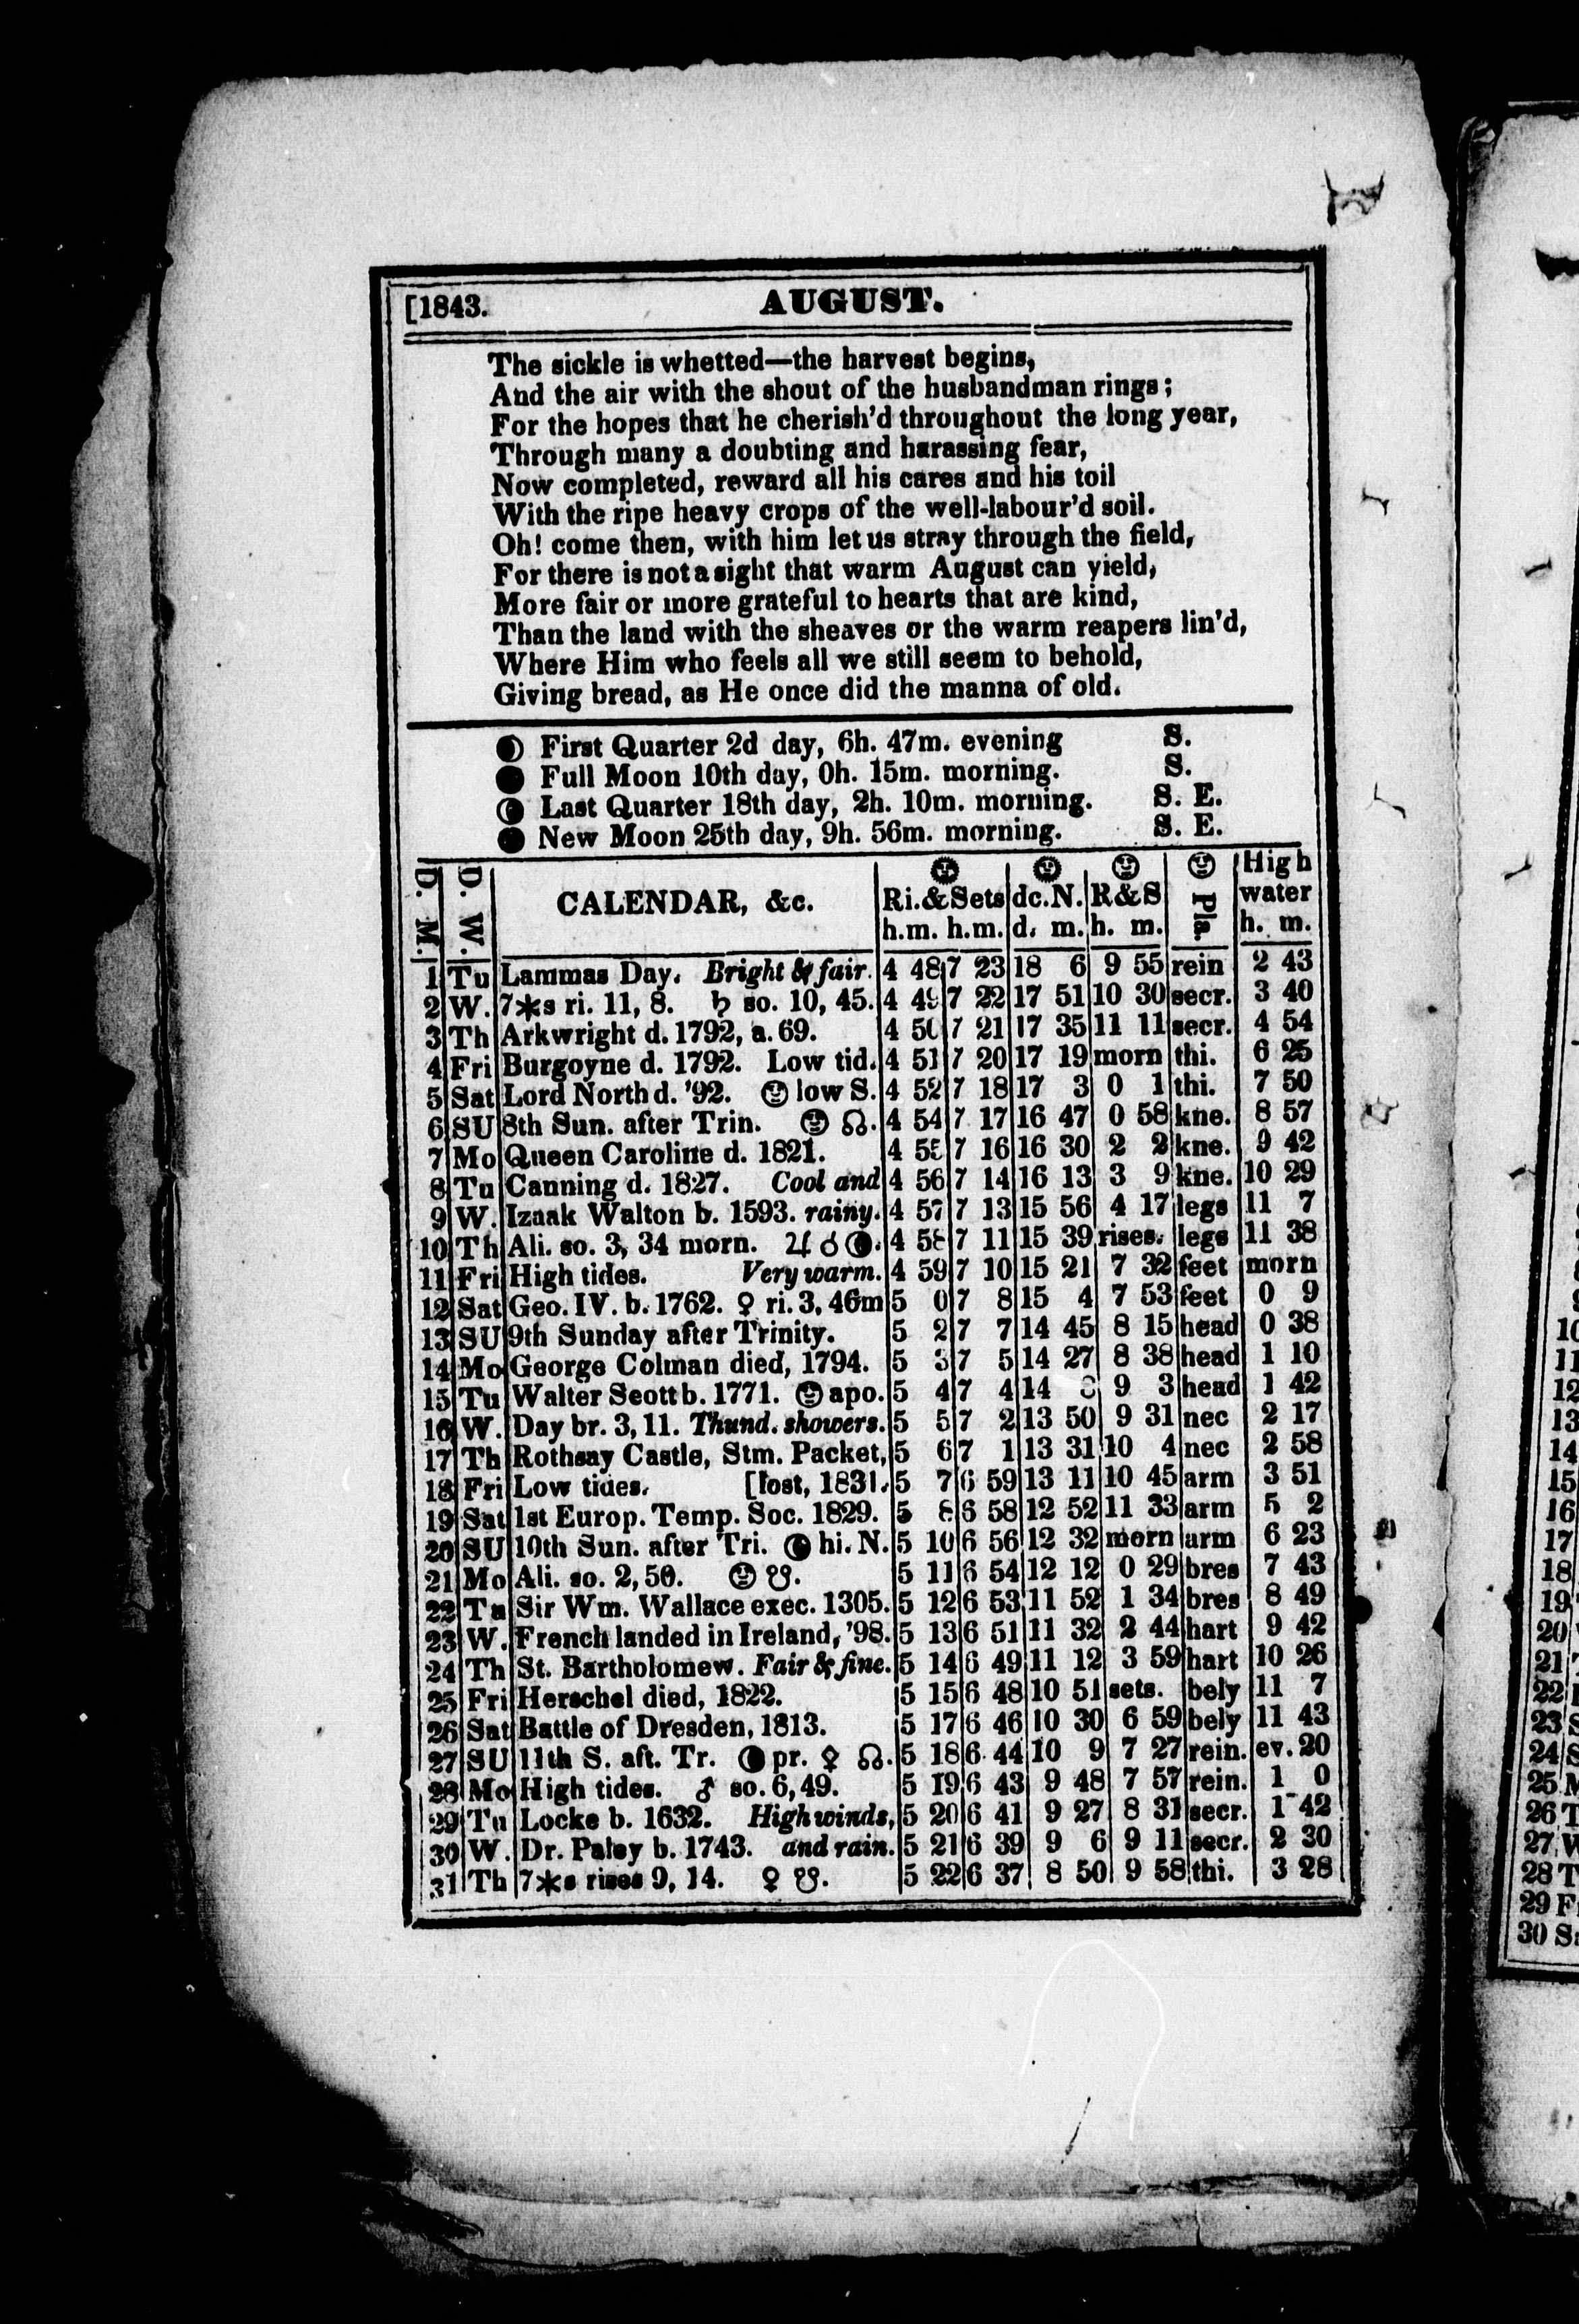 [1843. AUGUST.
The sickle is whetted—the harvest begins,
And the air with the shout of the husbandman rings;
For the hopes that he cherish'd throughout the long year,
Through many a doubting and harassing fear,
Now completed, reward all his cares and his toil
With the ripe heavy crops of the well-labour'd soil.
Oh! come then, with him let us stray through the field,
For there is not a sight that warm August can yield,
More fair or more grateful to hearts that are kind,
Than the land with the sheaves or the warm reapers lin'd,
Where Him who feels all we still seem to behold,
Giving bread, as He once did the manna of old.
First Quarter 2d day, 6h. 47m. evening S.
Full Moon 10th day, 0h. 15m. morning. S.
Last Quarter 18th day, 2h. 10m. morning. S. E.
New Moon 25th day, 9h. 56m. morning. S. E.
D. M. D. W. CALENDAR, &c. Ri.&Sets dc.N. R&S Pls. High water
h.m. h.m. d. m. h. m. h. m.
1 Tu Lammas Day. Bright & fair. 4 48 7 23 18 6 9 55 rein 2 43
2 W. 7*s ri. 11, 8. ♄ so. 10, 45. 4 49 7 22 17 51 10 30 secr. 3 40
3 Th Arkwright d. 1792, a. 69. 4 50 7 21 17 35 11 11 secr. 4 54
4 Fri Burgoyne d. 1792. Low tid. 4 51 7 20 17 19 morn thi. 6 25
5 Sat Lord North d. '92. low S. 4 52 7 18 17 3 0 1 thi. 7 50
6 SU 8th Sun. after Trin. ☊. 4 54 7 17 16 47 0 58 kne. 8 57
7 Mo Queen Caroline d. 1821. 4 55 7 16 16 30 2 2 kne. 9 42
8 Tu Canning d. 1827. Cool and 4 56 7 14 16 13 3 9 kne. 10 29
9 W. Izaak Walton b. 1593. rainy. 4 57 7 13 15 56 4 17 legs 11 7
10 Th Ali. so. 3, 34 morn. ♃ ☌ . 4 58 7 11 15 39 rises. legs 11 38
11 Fri High tides. Very warm. 4 59 7 10 15 21 7 32 feet morn
12 Sat Geo. IV. b. 1762. ♀ ri. 3, 46m 5 0 7 8 15 4 7 53 feet 0 9
13 SU 9th Sunday after Trinity. 5 2 7 7 14 45 8 15 head 0 38
14 Mo George Colman died, 1794. 5 3 7 5 14 27 8 38 head 1 10
15 Tu Walter Scott b. 1771. apo. 5 4 7 4 14 9 3 head 1 42
16 W. Day br. 3, 11. Thund. showers. 5 5 7 2 13 50 9 31 nec 2 17
17 Th Rothsay Castle, Stm. Packet, 5 6 7 1 13 31 10 4 nec 2 58
18 Fri Low tides. [lost, 1831. 5 7 6 59 13 11 10 45 arm 3 51
19 Sat 1st Europ. Temp. Soc. 1829. 5 8 6 58 12 52 11 33 arm 5 2
20 SU 10th Sun. after Tri. hi. N. 5 10 6 56 12 32 morn arm 6 23
21 Mo Ali. so. 2, 50. ☋. 5 11 6 54 12 12 0 29 bres 7 43
22 Tu Sir Wm. Wallace exec. 1305. 5 12 6 53 11 52 1 34 bres 8 49
23 W. French landed in Ireland, '98. 5 13 6 51 11 32 2 44 hart 9 42
24 Th St. Bartholomew. Fair & fine. 5 14 6 49 11 12 3 59 hart 10 26
25 Fri Herschel died, 1822. 5 15 6 48 10 51 sets. bely 11 7
26 Sat Battle of Dresden, 1813. 5 17 6 46 10 30 6 59 bely 11 43
27 SU 11th S. aft. Tr. pr. ♀ ☊. 5 18 6 44 10 9 7 27 rein. ev. 20
28 Mo High tides. ♂ so. 6, 49. 5 19 6 43 9 48 7 57 rein. 1 0
29 Tu Locke b. 1632. High winds, 5 20 6 41 9 27 8 31 secr. 1 42
30 W. Dr. Paley b. 1743. and rain. 5 21 6 39 9 6 9 11 secr. 2 30
31 Th 7*s rises 9, 14. ♀ ☋. 5 22 6 37 8 50 9 58 thi. 3 28
10
11
12
13
14
15
16
17
18
19
20
21
22
23 S
24 S
25 M
26 T
27 W
28 T
29 F
30 S